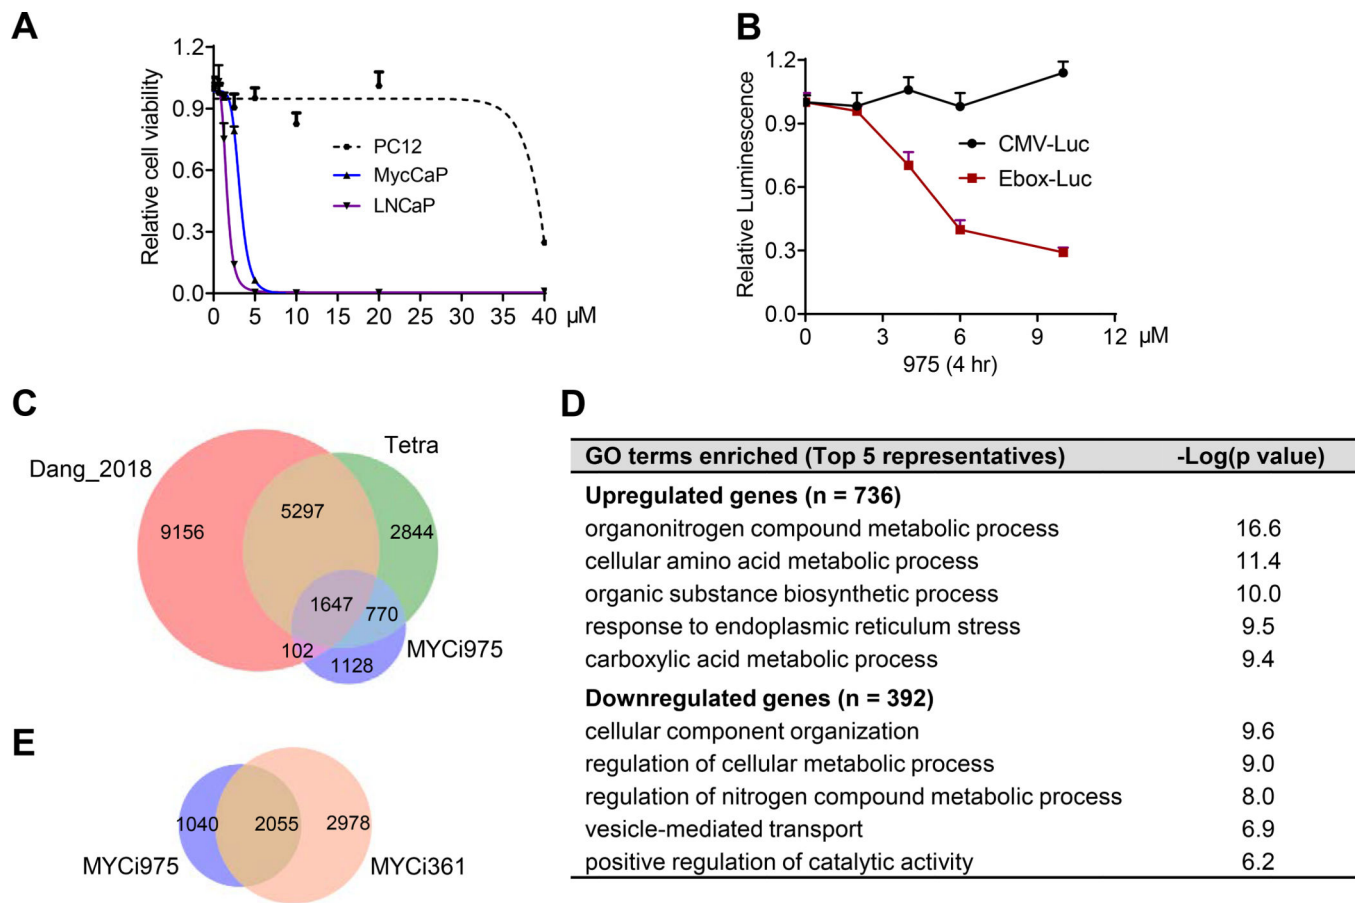 A
Relative cell viability
1.2
0.9
0.6
0.3
0.0
0 5 10 15 20 25 30 35 40 µM
PC12
MycCaP
LNCaP
B
Relative Luminescence
1.2
0.9
0.6
0.3
0.0
0 3 6 9 12 µM
975 (4 hr)
CMV-Luc
Ebox-Luc
C
Dang_2018
Tetra
9156
5297
2844
1647
770
102
1128
MYCi975
D
GO terms enriched (Top 5 representatives) -Log(p value)
Upregulated genes (n = 736)
organonitrogen compound metabolic process 16.6
cellular amino acid metabolic process 11.4
organic substance biosynthetic process 10.0
response to endoplasmic reticulum stress 9.5
carboxylic acid metabolic process 9.4
Downregulated genes (n = 392)
cellular component organization 9.6
regulation of cellular metabolic process 9.0
regulation of nitrogen compound metabolic process 8.0
vesicle-mediated transport 6.9
positive regulation of catalytic activity 6.2
E
1040 2055 2978
MYCi975 MYCi361